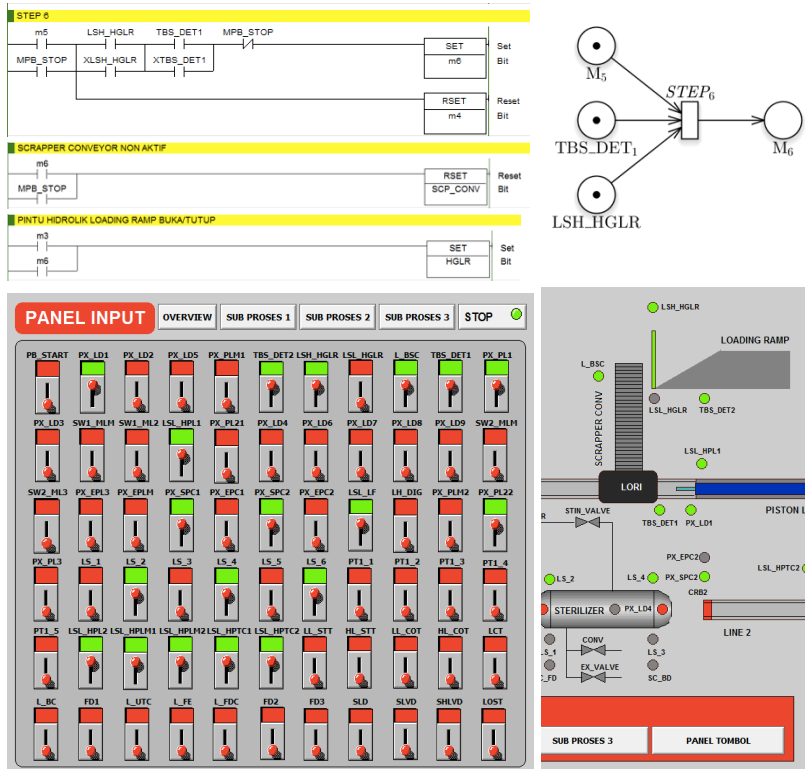 STEP 6
m5 LSH_HGLR TBS_DET1 MPB_STOP
SET Set
m6 Bit
MPB_STOP XLSH_HGLR XTBS_DET1
RSET Reset
m4 Bit
SCRAPPER CONVEYOR NON AKTIF
m6
RSET Reset
MPB_STOP
SCP_CONV Bit
PINTU HIDROLIK LOADING RAMP BUKA/TUTUP
m3
SET Set
m6
HGLR Bit
M5
STEP6
TBS_DET1
M6
LSH_HGLR
PANEL INPUT OVERVIEW SUB PROSES 1 SUB PROSES 2 SUB PROSES 3 STOP
PB_START PX_LD1 PX_LD2 PX_LD5 PX_PLM1 TBS_DET2 LSH_HGLR LSL_HGLR L_BSC TBS_DET1 PX_PL1
PX_LD3 SW1_MLM SW1_ML2 LSL_HPL1 PX_PL21 PX_LD4 PX_LD6 PX_LD7 PX_LD8 PX_LD9 SW2_MLM
SW2_ML3 PX_EPL3 PX_EPLM PX_SPC1 PX_EPC1 PX_SPC2 PX_EPC2 LSL_LF LH_DIG PX_PLM2 PX_PL22
PX_PL3 LS_1 LS_2 LS_3 LS_4 LS_5 LS_6 PT1_1 PT1_2 PT1_3 PT1_4
PT1_5 LSL_HPL2 LSL_HPLM1 LSL_HPLM2 LSL_HPTC1 LSL_HPTC2 LL_STT HL_STT LL_COT HL_COT LCT
L_BC FD1 L_UTC L_FE L_FDC FD2 FD3 SLD SLVD SHLVD LOST
LSH_HGLR
LOADING RAMP
L_BSC
LSL_HGLR TBS_DET2
SCRAPPER CONV
LSL_HPL1
LORI
R STIN_VALVE
TBS_DET1 PX_LD1 PISTON L
PX_EPC2
LSL_HPTC2
LS_2 LS_4 PX_SPC2
CRB2
STERILIZER PX_LD4
LINE 2
CONV
LS_1 LS_3
EX_VALVE
C_FD SC_BD
SUB PROSES 3 PANEL TOMBOL